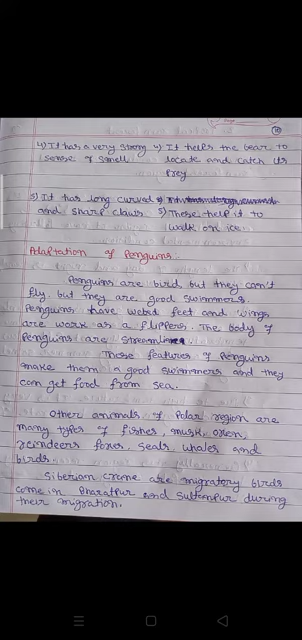 10
4) It has a very strong 4) It helps the bear to
sense of smell locate and catch its
prey
5) It has long curved
and sharp claws 5) These help it to
walk on ice.
Adaptation of Penguins:
Penguins are bird but they can't
fly but they are good swimmers.
Penguins have webed feet and wings
are work as a flippers. The body of
Penguins are streamlines.
These features of Penguins
make them a good swimmers and they
can get food from sea.
Other animals of Polar region are
many types of fishes, musk, oxen,
reindeers foxes, seals whales and
birds.
Siberian crene are migratory birds
come in Bharatpur and Sultanpur during
their migration.